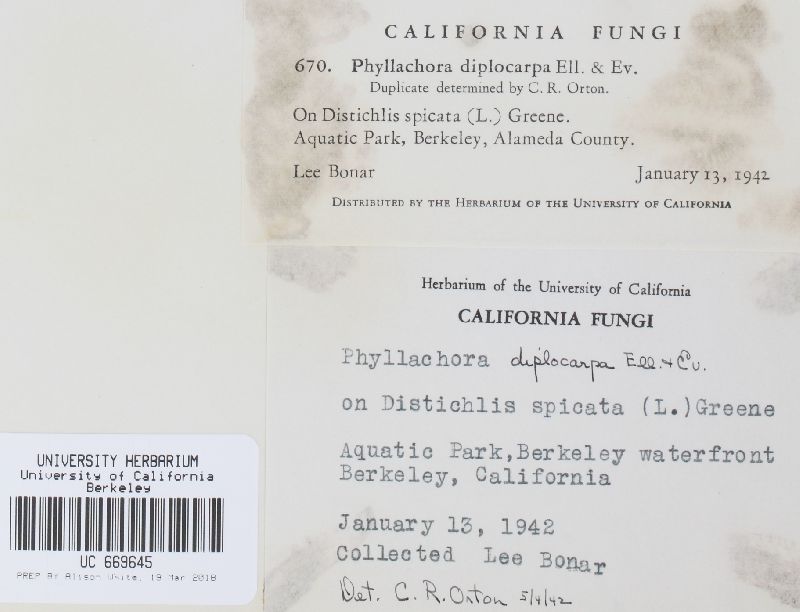 CALIFORNIA FUNGI
670. Phyllachora diplocarpa Ell. & Ev.
Duplicate determined by C. R. Orton.
On Distichlis spicata (L.) Greene.
Aquatic Park, Berkeley, Alameda County.
Lee Bonar January 13, 1942
DISTRIBUTED BY THE HERBARIUM OF THE UNIVERSITY OF CALIFORNIA
Herbarium of the University of California
CALIFORNIA FUNGI
Phyllachora diplocarpa Ell. & Ev.
on Distichlis spicata (L.)Greene
Aquatic Park,Berkeley waterfront
Berkeley, California
January 13, 1942
Collected Lee Bonar
Det. C. R. Orton 5/4/42
UNIVERSITY HERBARIUM
University of California
Berkeley
UC 669645
PREP By Alison White, 19 Mar 2018